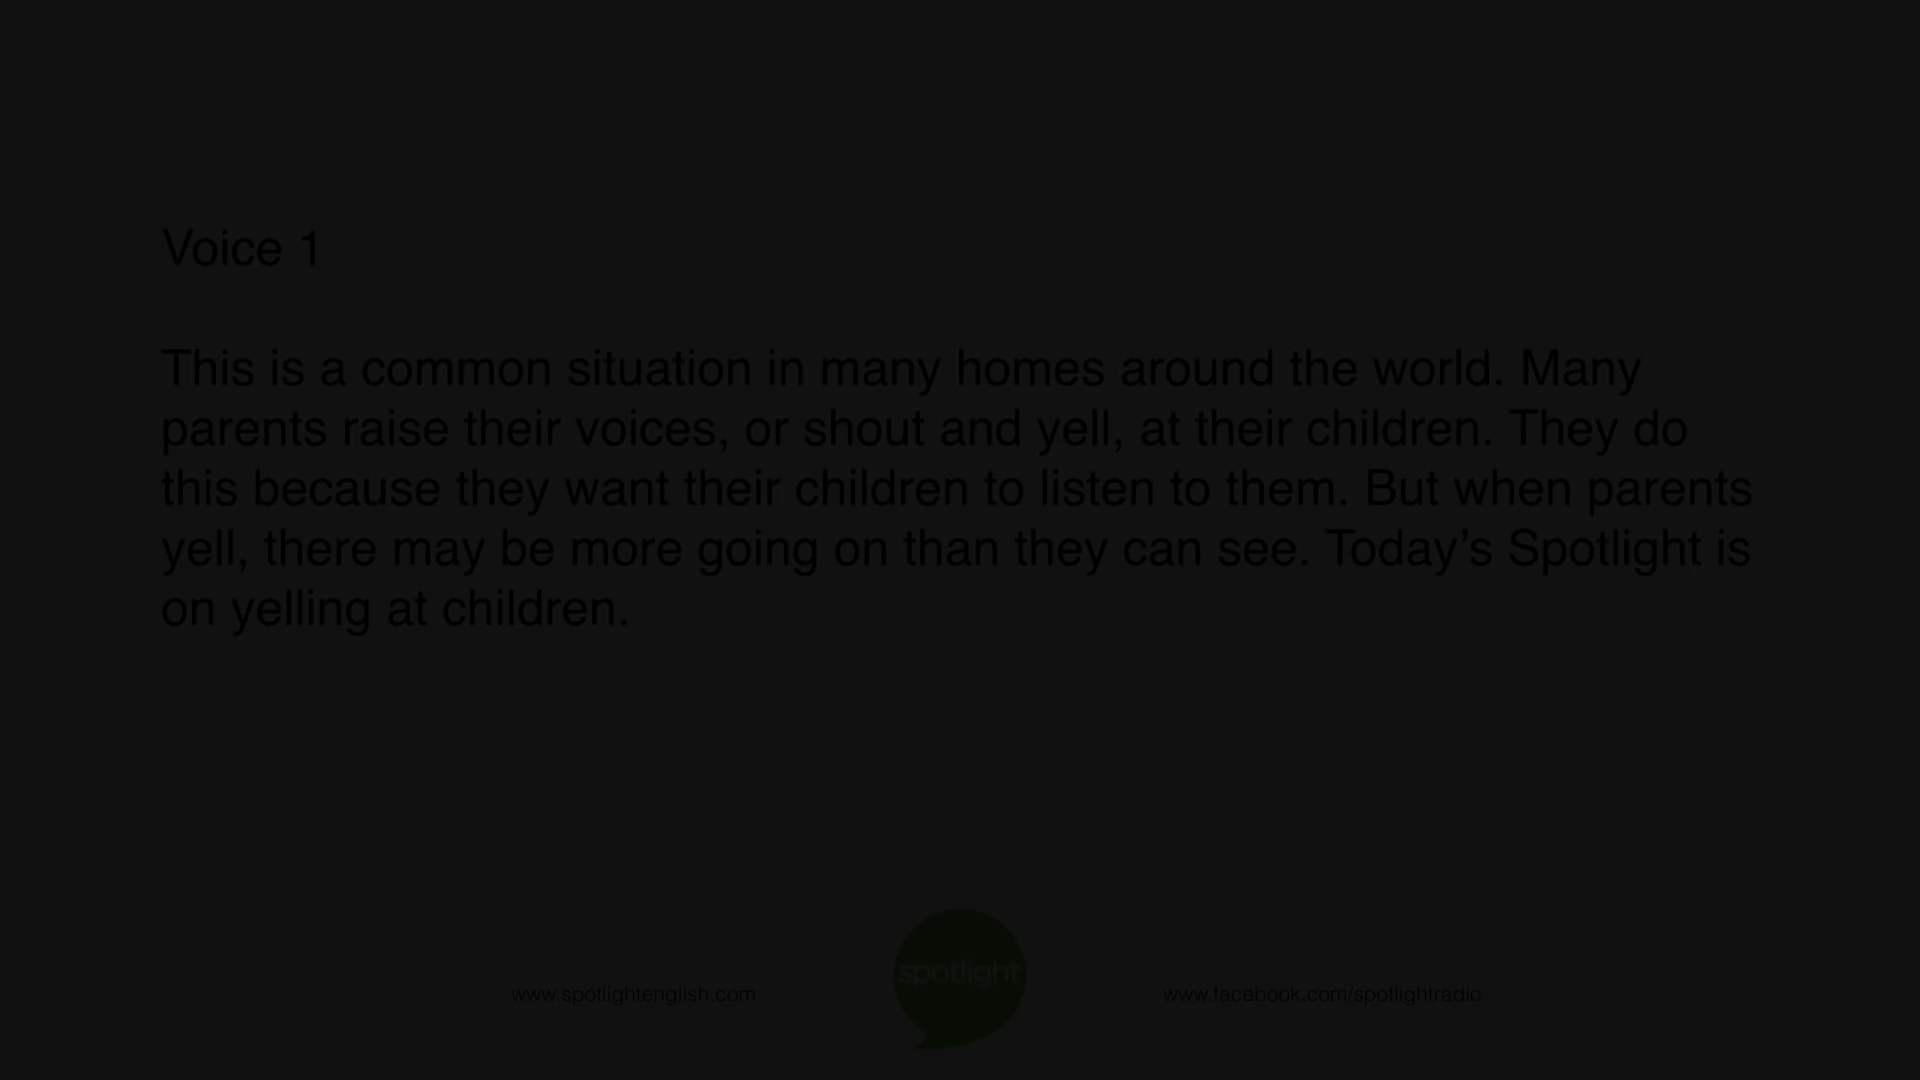 Voice 1
This is a common situation in many homes around the world. Many
parents raise their voices, or shout and yell, at their children. They do
this because they want their children to listen to them. But when parents
yell, there may be more going on than they can see. Today’s Spotlight is
on yelling at children.
spotlight
www.spotlightenglish.com
www.facebook.com/spotlightradio